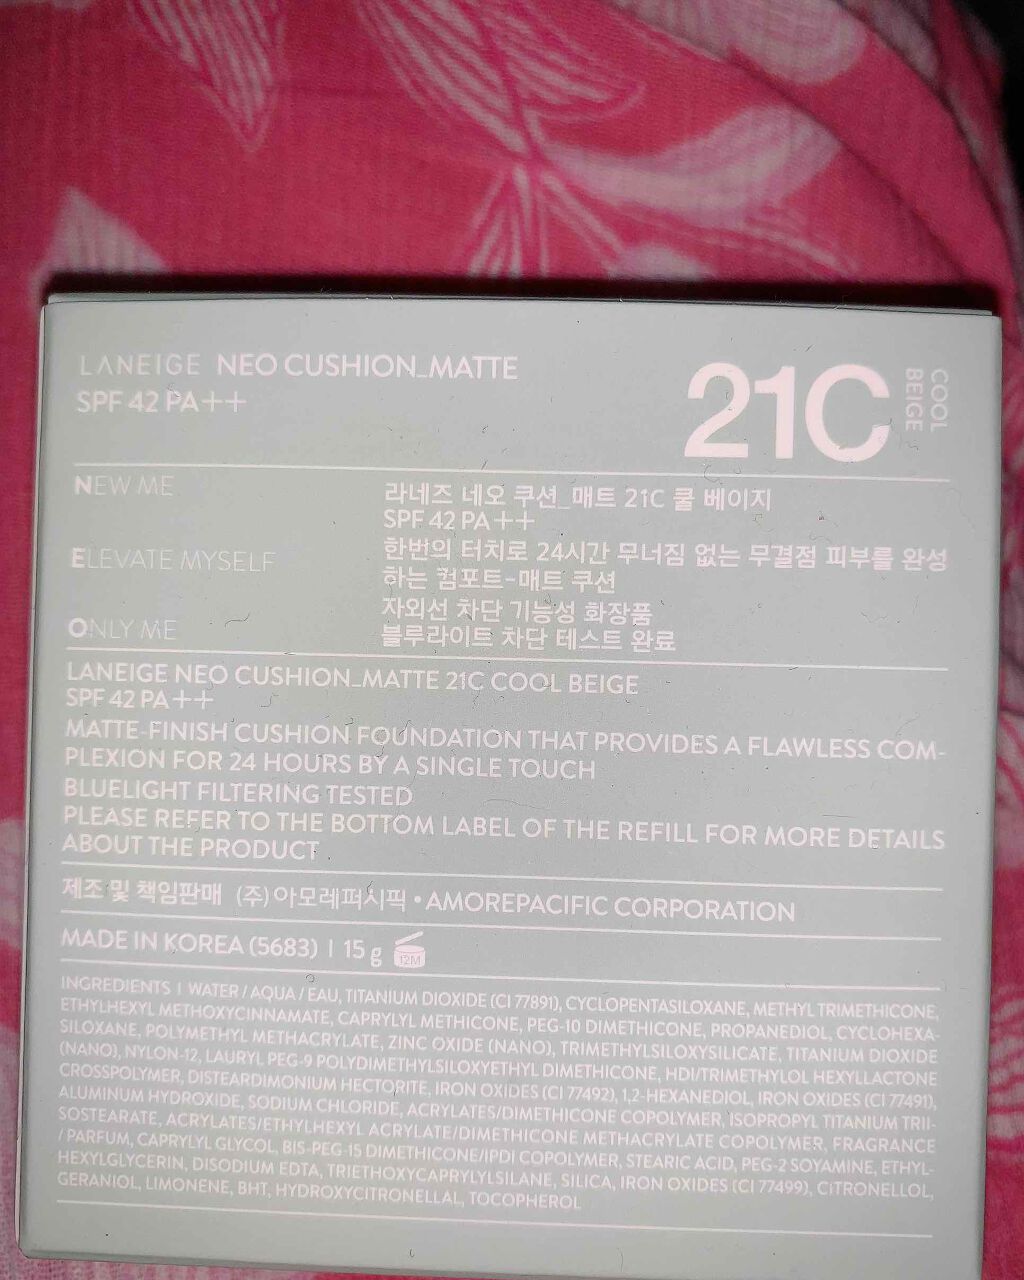 LANEIGE NEO CUSHION_MATTE
SPF 42 PA++
21C
COOL
BEIGE
NEW ME
ELEVATE MYSELF
ONLY ME
라네즈 네오 쿠션_매트 21C 쿨 베이지
SPF 42 PA++
한번의 터치로 24시간 무너짐 없는 무결점 피부를 완성
하는 컴포트-매트 쿠션
자외선 차단 기능성 화장품
블루라이트 차단 테스트 완료
LANEIGE NEO CUSHION_MATTE 21C COOL BEIGE
SPF 42 PA++
MATTE-FINISH CUSHION FOUNDATION THAT PROVIDES A FLAWLESS COM-
PLEXION FOR 24 HOURS BY A SINGLE TOUCH
BLUELIGHT FILTERING TESTED
PLEASE REFER TO THE BOTTOM LABEL OF THE REFILL FOR MORE DETAILS
ABOUT THE PRODUCT
제조 및 책임판매 (주)아모레퍼시픽 • AMOREPACIFIC CORPORATION
MADE IN KOREA (5683) | 15 g 12M
INGREDIENTS | WATER / AQUA / EAU, TITANIUM DIOXIDE (CI 77891), CYCLOPENTASILOXANE, METHYL TRIMETHICONE,
ETHYLHEXYL METHOXYCINNAMATE, CAPRYLYL METHICONE, PEG-10 DIMETHICONE, PROPANEDIOL, CYCLOHEXA-
SILOXANE, POLYMETHYL METHACRYLATE, ZINC OXIDE (NANO), TRIMETHYLSILOXYSILICATE, TITANIUM DIOXIDE
(NANO), NYLON-12, LAURYL PEG-9 POLYDIMETHYLSILOXYETHYL DIMETHICONE, HDI/TRIMETHYLOL HEXYLLACTONE
CROSSPOLYMER, DISTEARDIMONIUM HECTORITE, IRON OXIDES (CI 77492), 1,2-HEXANEDIOL, IRON OXIDES (CI 77491),
ALUMINUM HYDROXIDE, SODIUM CHLORIDE, ACRYLATES/DIMETHICONE COPOLYMER, ISOPROPYL TITANIUM TRII-
SOSTEARATE, ACRYLATES/ETHYLHEXYL ACRYLATE/DIMETHICONE METHACRYLATE COPOLYMER, FRAGRANCE
/ PARFUM, CAPRYLYL GLYCOL, BIS-PEG-15 DIMETHICONE/IPDI COPOLYMER, STEARIC ACID, PEG-2 SOYAMINE, ETHYL-
HEXYLGLYCERIN, DISODIUM EDTA, TRIETHOXYCAPRYLYLSILANE, SILICA, IRON OXIDES (CI 77499), CITRONELLOL,
GERANIOL, LIMONENE, BHT, HYDROXYCITRONELLAL, TOCOPHEROL